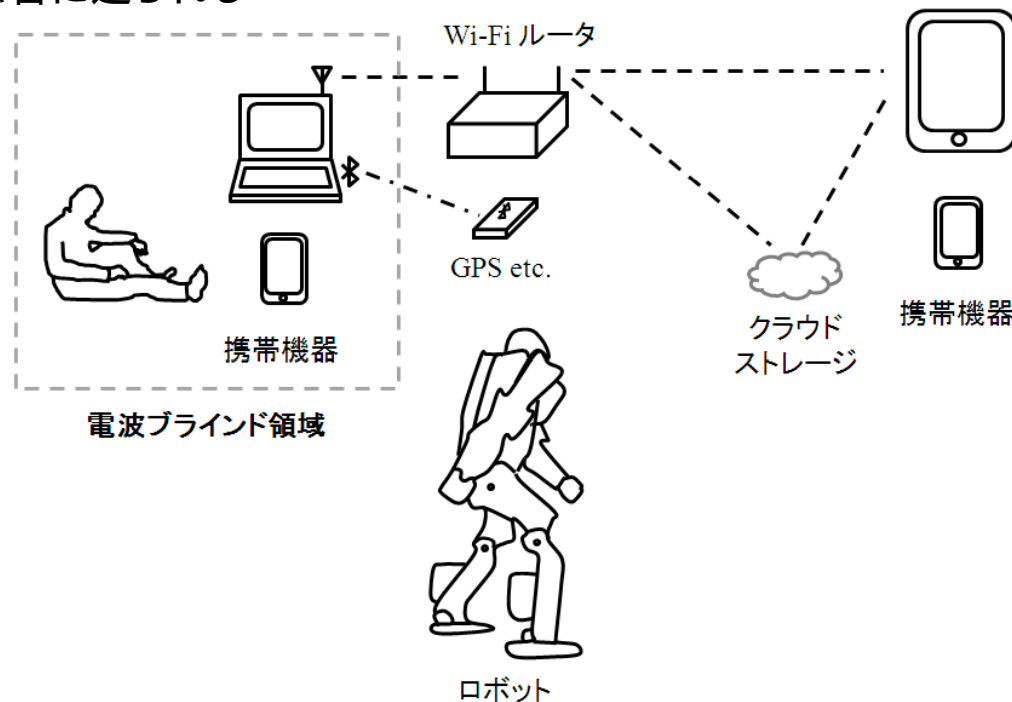 Wi-Fi ルータ
GPS etc.
携帯機器
電波ブラインド領域
クラウド
ストレージ
携帯機器
ロボット